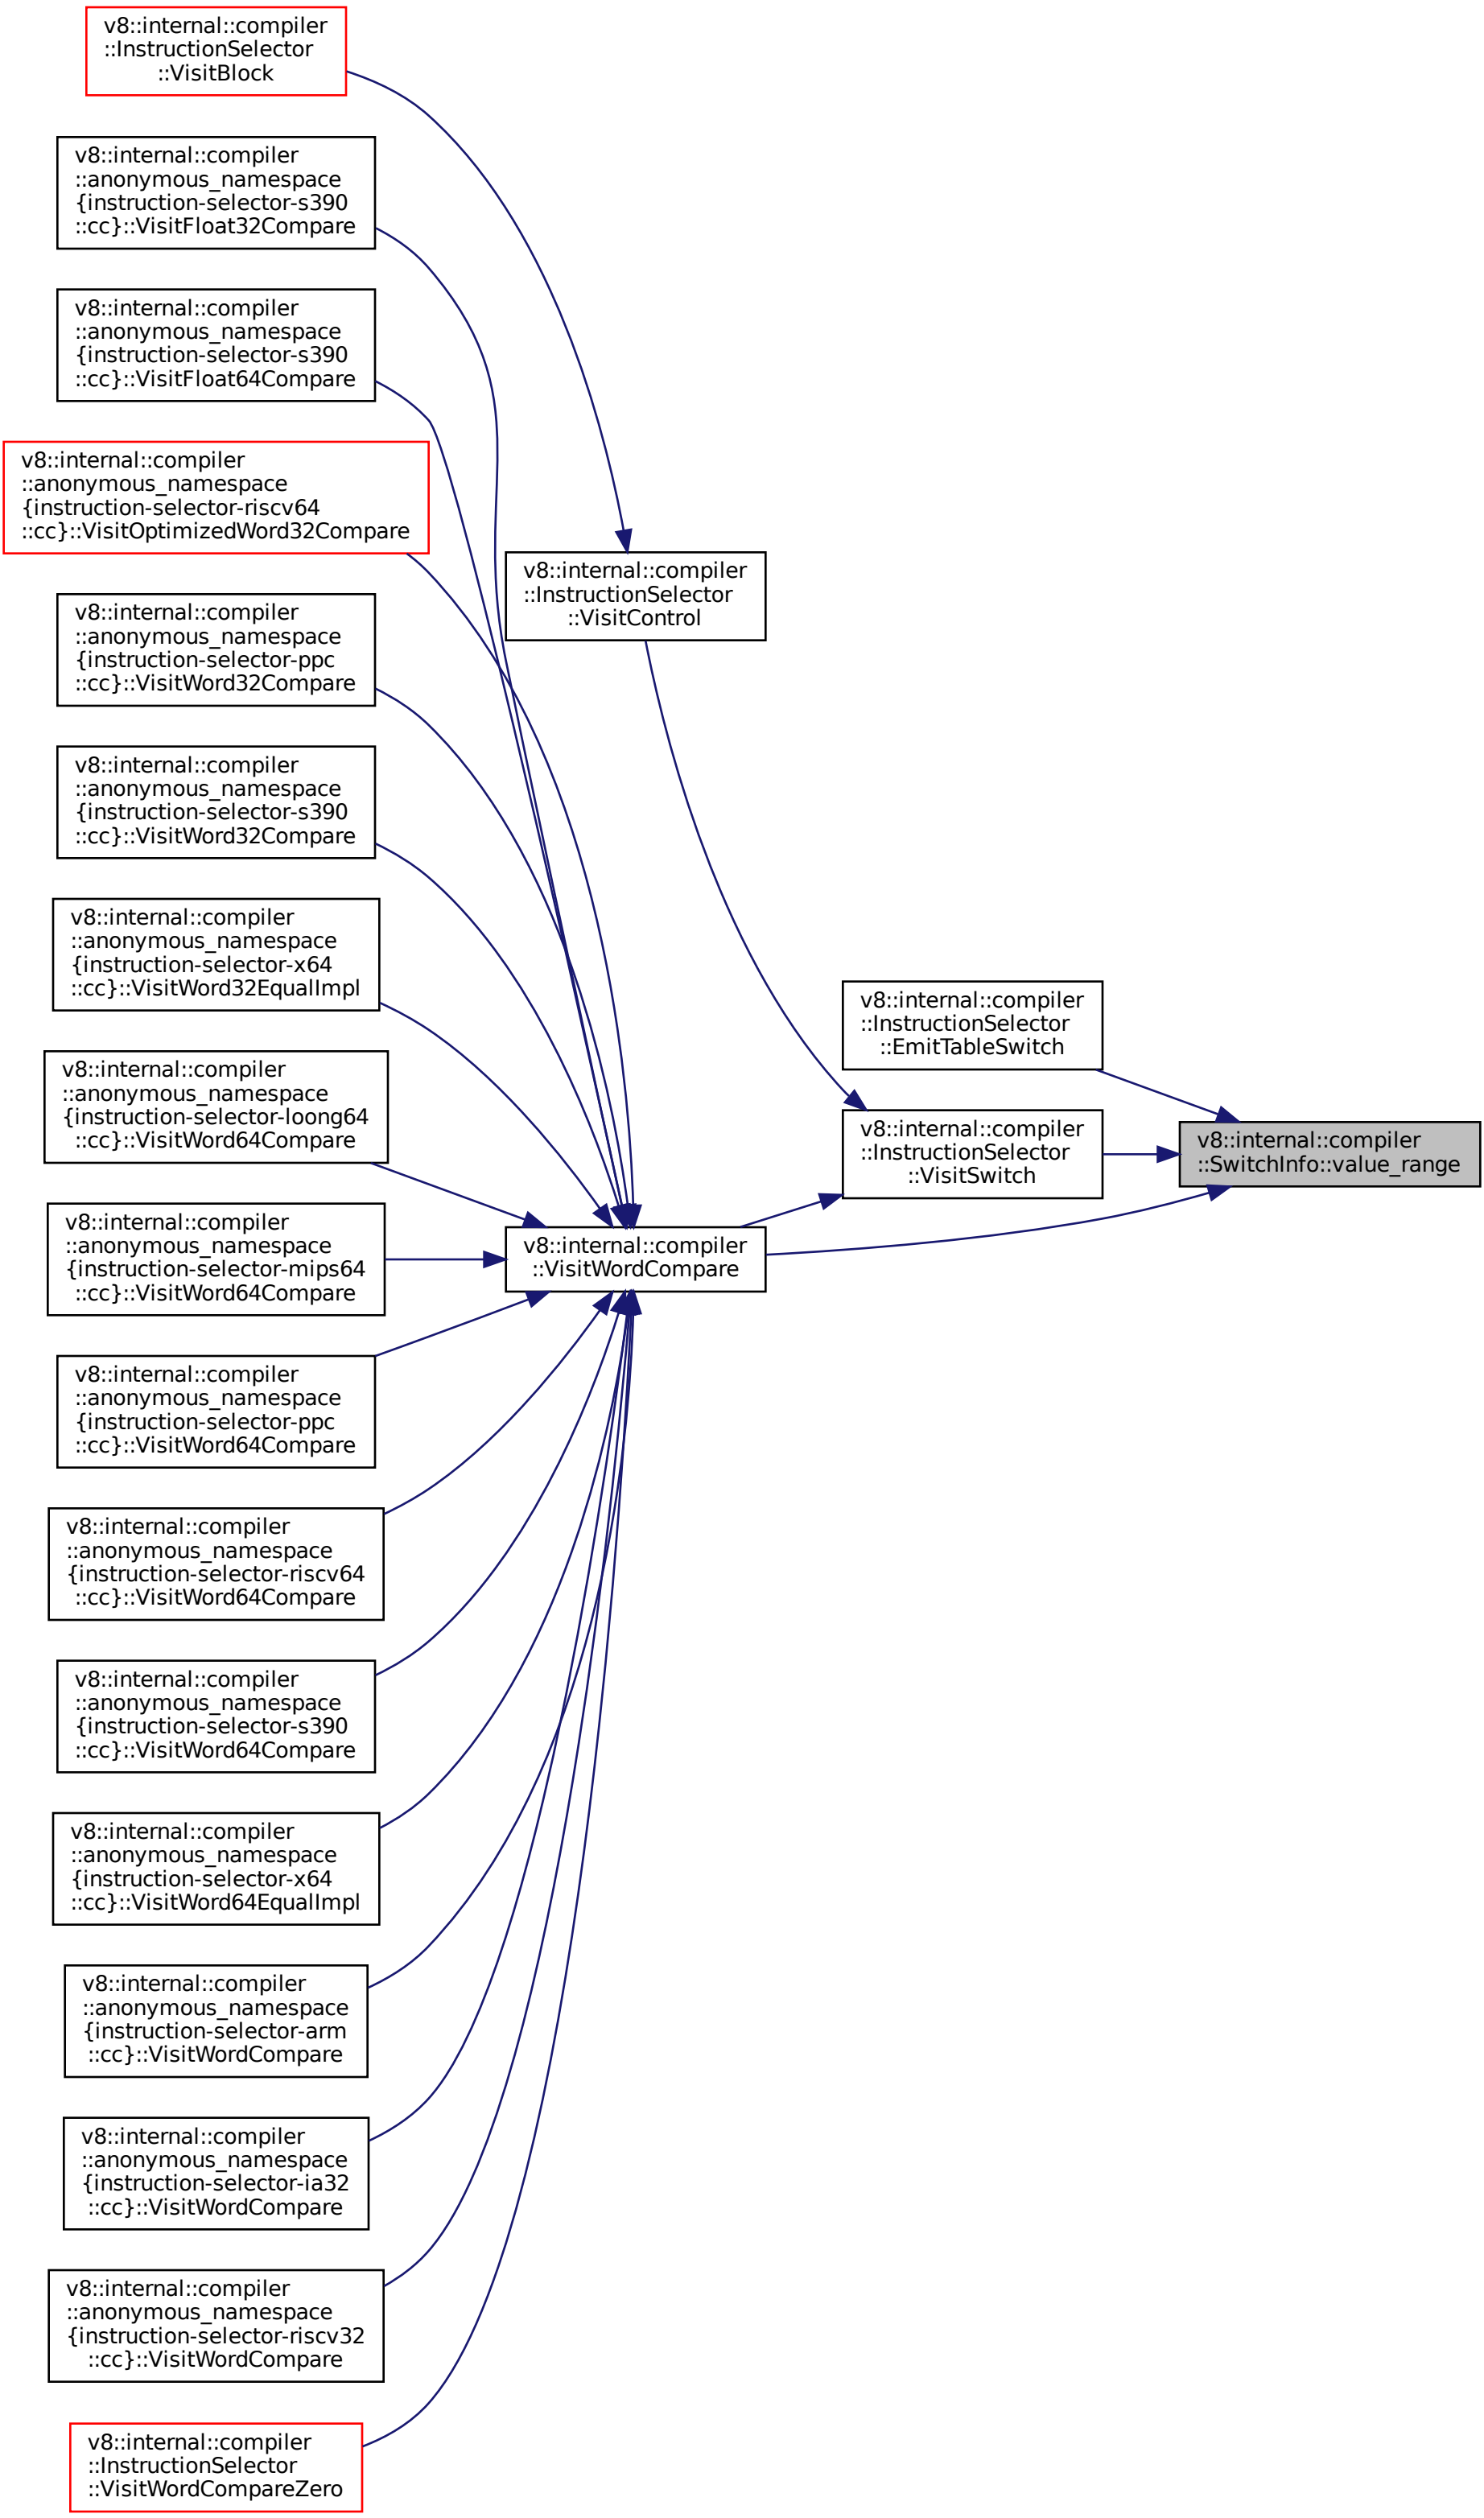 v8::internal::compiler
::InstructionSelector
::VisitBlock
v8::internal::compiler
::anonymous_namespace
{instruction-selector-s390
::cc}::VisitFloat32Compare
v8::internal::compiler
::anonymous_namespace
{instruction-selector-s390
::cc}::VisitFloat64Compare
v8::internal::compiler
::anonymous_namespace
{instruction-selector-riscv64
::cc}::VisitOptimizedWord32Compare
v8::internal::compiler
::anonymous_namespace
{instruction-selector-ppc
::cc}::VisitWord32Compare
v8::internal::compiler
::anonymous_namespace
{instruction-selector-s390
::cc}::VisitWord32Compare
v8::internal::compiler
::anonymous_namespace
{instruction-selector-x64
::cc}::VisitWord32EqualImpl
v8::internal::compiler
::anonymous_namespace
{instruction-selector-loong64
::cc}::VisitWord64Compare
v8::internal::compiler
::anonymous_namespace
{instruction-selector-mips64
::cc}::VisitWord64Compare
v8::internal::compiler
::anonymous_namespace
{instruction-selector-ppc
::cc}::VisitWord64Compare
v8::internal::compiler
::anonymous_namespace
{instruction-selector-riscv64
::cc}::VisitWord64Compare
v8::internal::compiler
::anonymous_namespace
{instruction-selector-s390
::cc}::VisitWord64Compare
v8::internal::compiler
::anonymous_namespace
{instruction-selector-x64
::cc}::VisitWord64EqualImpl
v8::internal::compiler
::anonymous_namespace
{instruction-selector-arm
::cc}::VisitWordCompare
v8::internal::compiler
::anonymous_namespace
{instruction-selector-ia32
::cc}::VisitWordCompare
v8::internal::compiler
::anonymous_namespace
{instruction-selector-riscv32
::cc}::VisitWordCompare
v8::internal::compiler
::InstructionSelector
::VisitWordCompareZero
v8::internal::compiler
::InstructionSelector
::VisitControl
v8::internal::compiler
::VisitWordCompare
v8::internal::compiler
::InstructionSelector
::EmitTableSwitch
v8::internal::compiler
::InstructionSelector
::VisitSwitch
v8::internal::compiler
::SwitchInfo::value_range